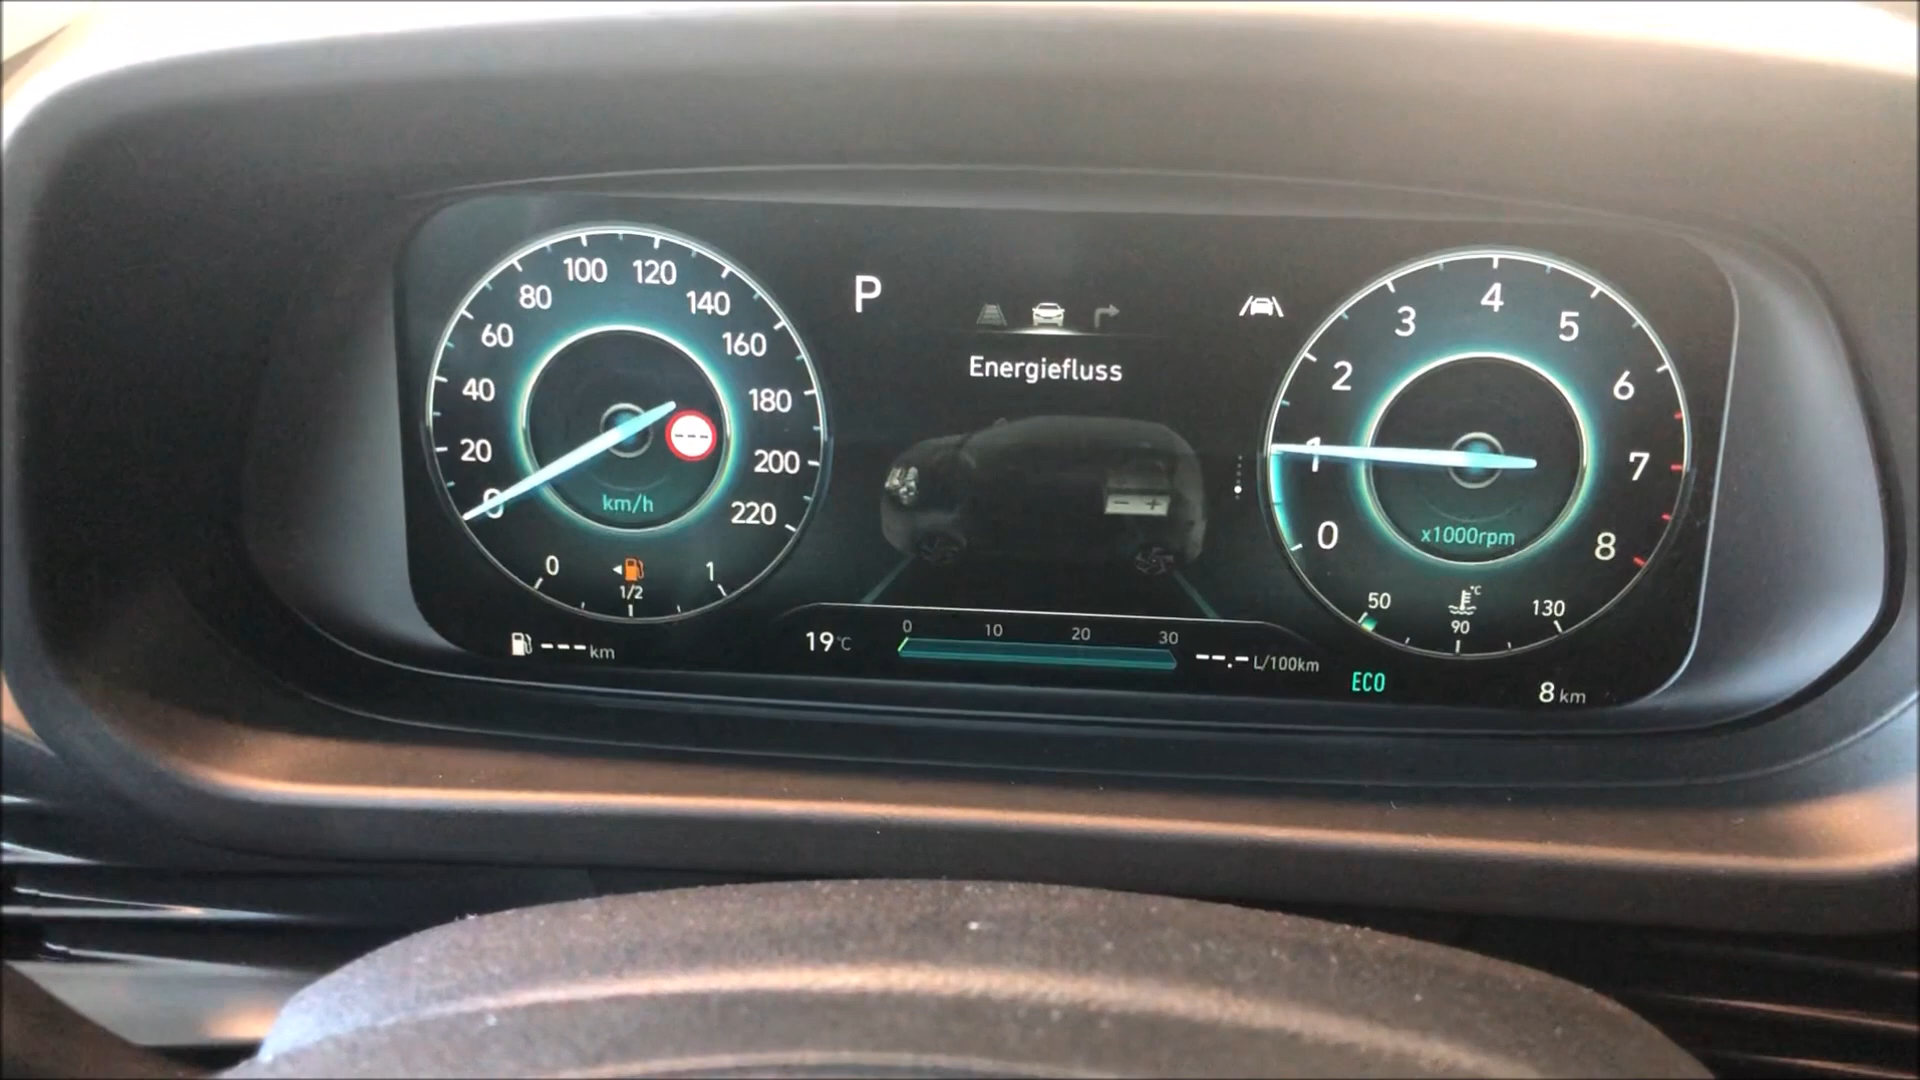 0
20
40
60
80
100
120
140
160
180
200
220
---
km/h
0
1/2
1
--- km
P
Energiefluss
- +
19°C
0 10 20 30
--.- L/100km
0
1
2
3
4
5
6
7
8
x1000rpm
50
°C
90
130
ECO
8 km